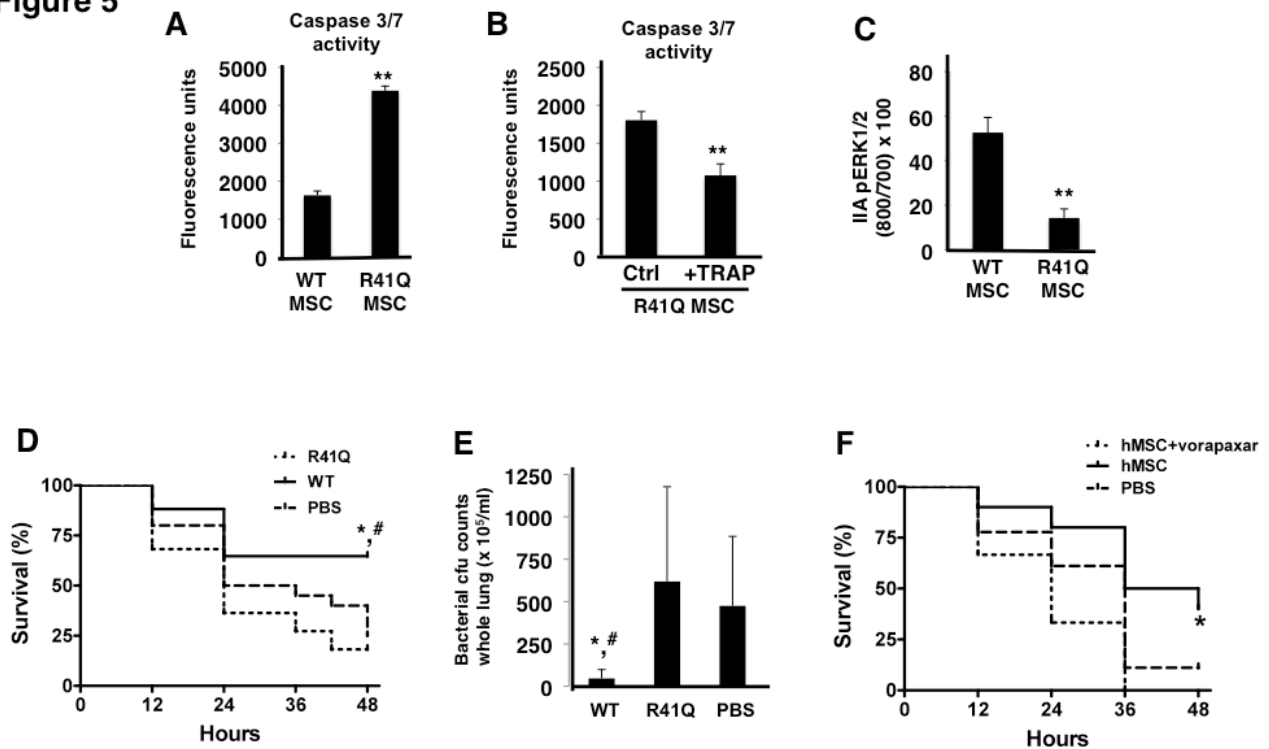 Figure 5
A
Caspase 3/7
activity
Fluorescence units
5000
4000
3000
2000
1000
0
**
WT
MSC
R41Q
MSC
B
Caspase 3/7
activity
Fluorescence units
2500
2000
1500
1000
500
0
**
Ctrl
+TRAP
R41Q MSC
C
IIA pERK1/2
(800/700) x 100
80
60
40
20
0
**
WT
MSC
R41Q
MSC
D
R41Q
WT
PBS
Survival (%)
100
75
50
25
0
*,#
0 12 24 36 48
Hours
E
Bacterial cfu counts
whole lung (x 10⁵/ml)
1250
1000
750
500
250
0
*,#
WT R41Q PBS
F
hMSC+vorapaxar
hMSC
PBS
Survival (%)
100
75
50
25
0
*
0 12 24 36 48
Hours